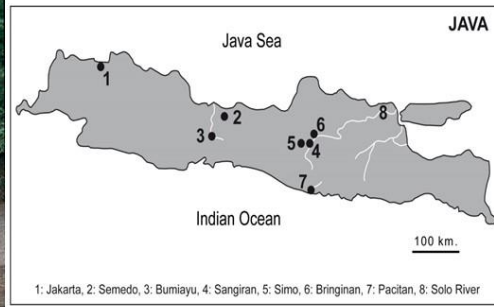 JAVA
Java Sea
1
2
3
6
5
4
8
7
Indian Ocean
100 km.
1: Jakarta, 2: Semedo, 3: Bumiayu, 4: Sangiran, 5: Simo, 6: Bringinan, 7: Pacitan, 8: Solo River